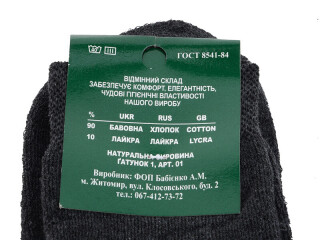 ГОСТ 8541-84
ВІДМІННИЙ СКЛАД
ЗАБЕЗПЕЧУЄ КОМФОРТ, ЕЛЕГАНТНІСТЬ,
ЧУДОВІ ГІГІЄНІЧНІ ВЛАСТИВОСТІ
НАШОГО ВИРОБУ
% UKR RUS GB
90 БАВОВНА ХЛОПОК COTTON
10 ЛАЙКРА ЛАЙКРА LYCRA
НАТУРАЛЬНА СИРОВИНА
ГАТУНОК 1, АРТ. 01
Виробник: ФОП Бабієнко А.М.
м. Житомир, вул. Клосовського, буд. 2
тел.: 067-412-73-72